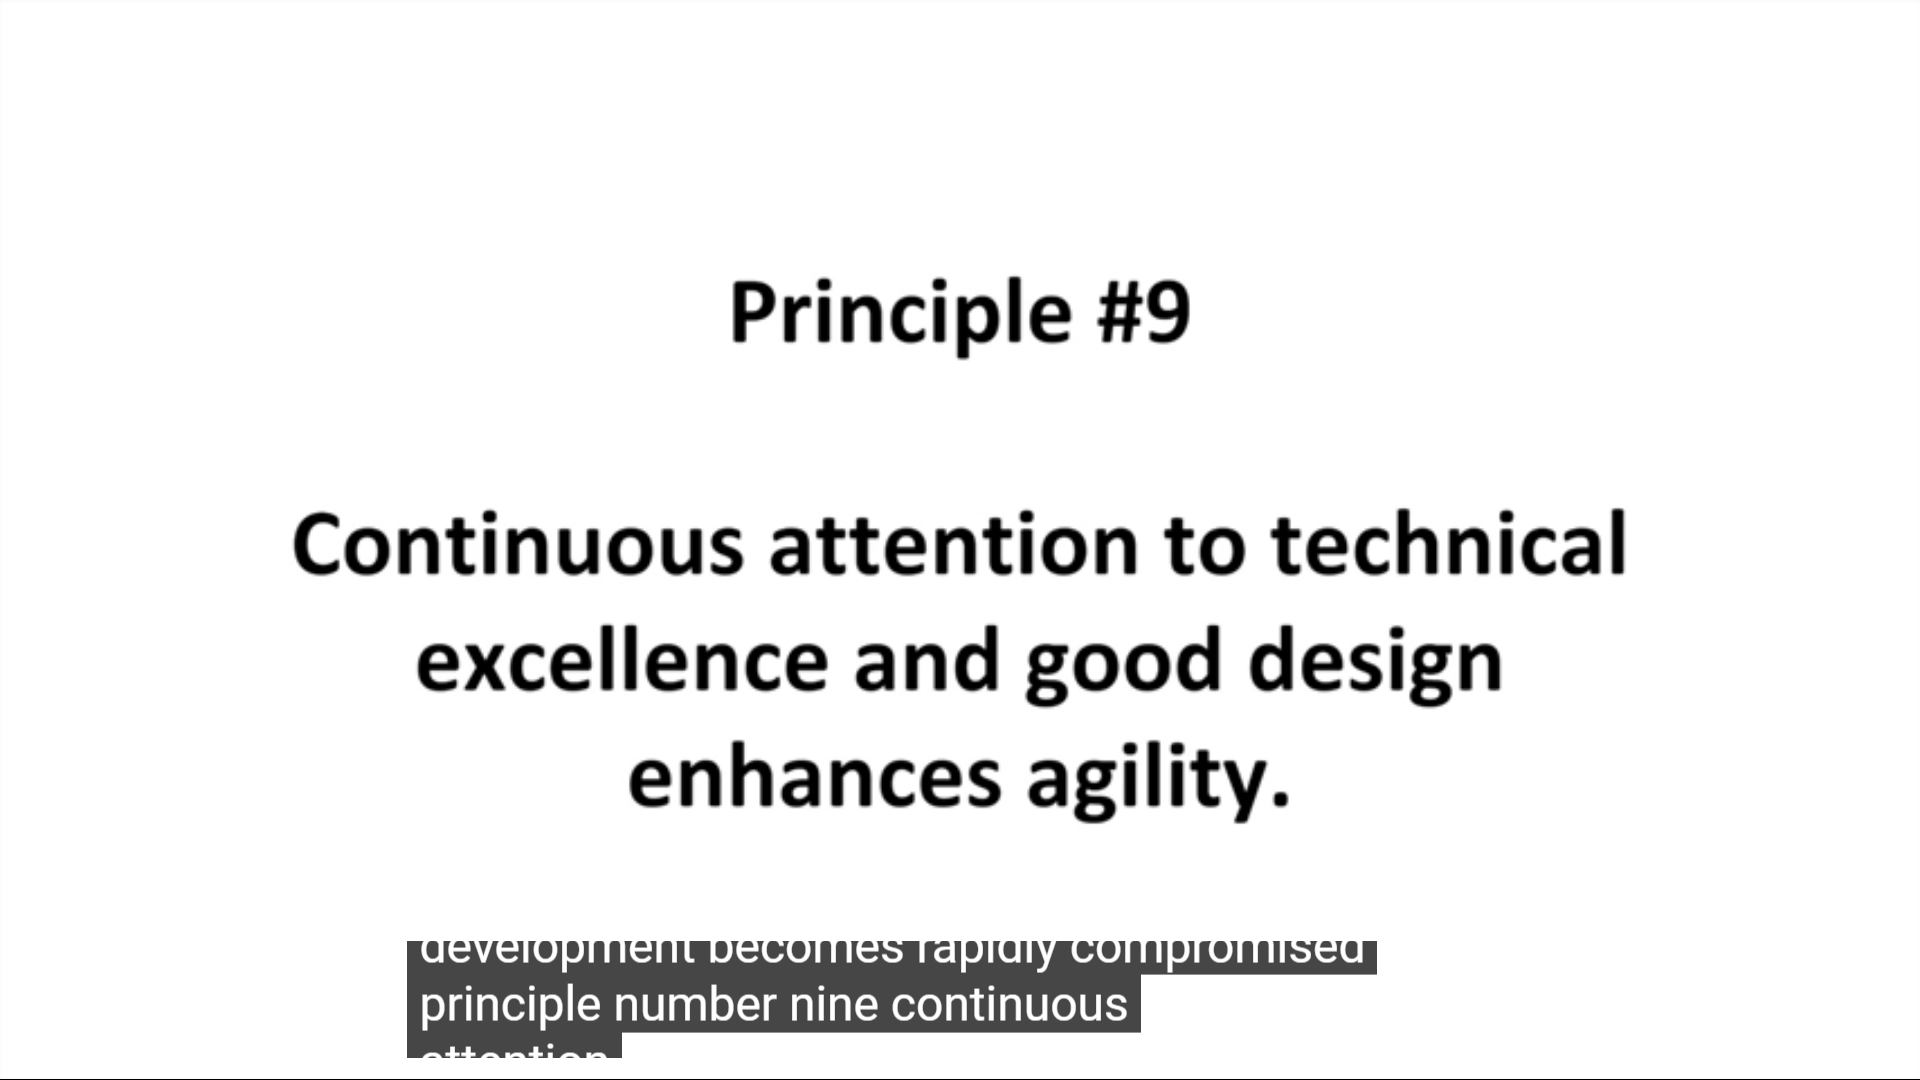 Principle #9
Continuous attention to technical
excellence and good design
enhances agility.
development becomes rapidly compromised
principle number nine continuous
attention